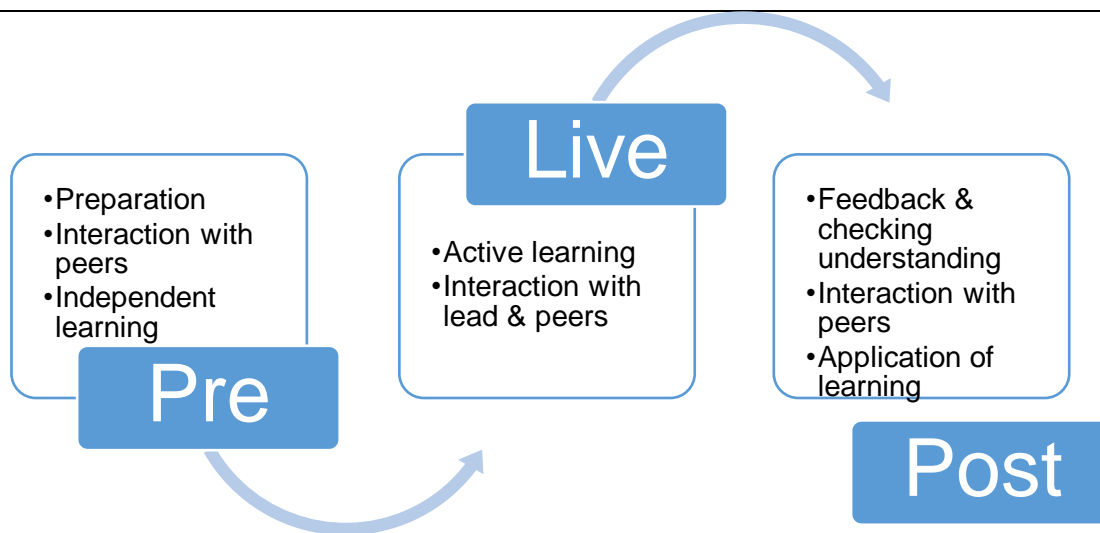 •Preparation
•Interaction with
peers
•Independent
learning
Pre
Live
•Active learning
•Interaction with
lead & peers
•Feedback &
checking
understanding
•Interaction with
peers
•Application of
learning
Post